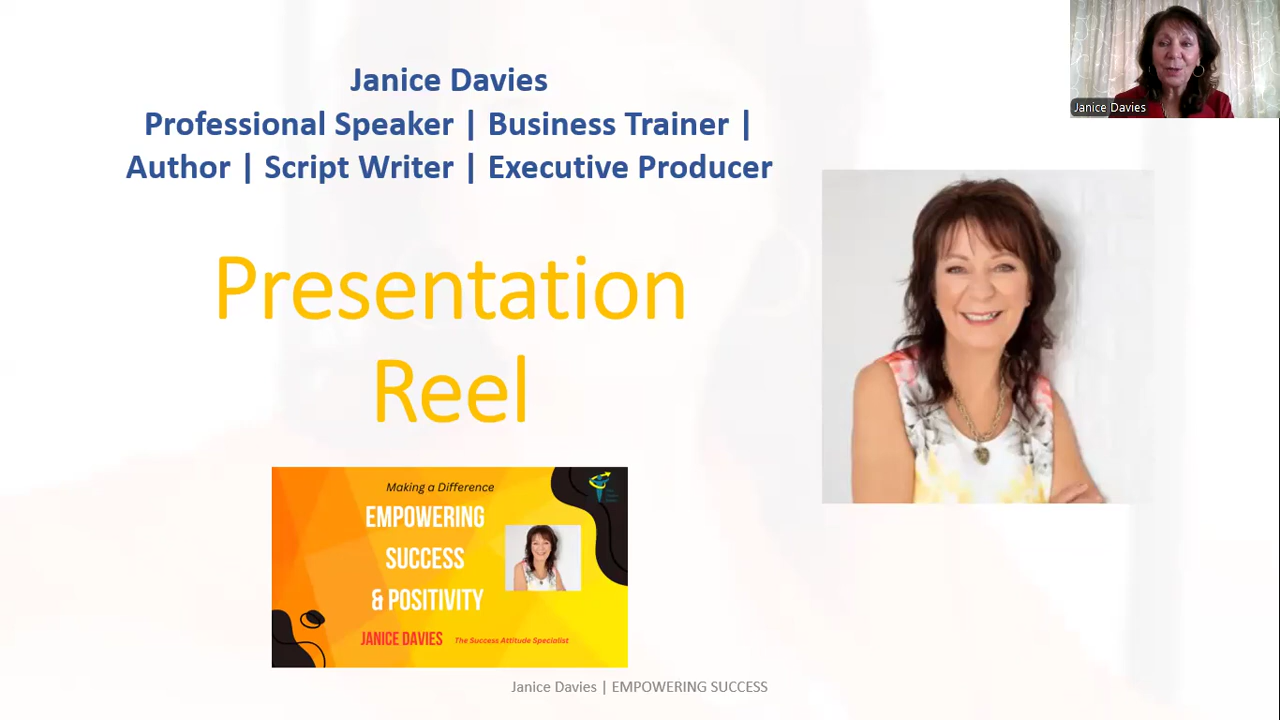 Janice Davies
Professional Speaker | Business Trainer |
Author | Script Writer | Executive Producer
Janice Davies
Presentation
Reel
Making a Difference
EMPOWERING
SUCCESS
& POSITIVITY
JANICE DAVIES The Success Attitude Specialist
Janice Davies | EMPOWERING SUCCESS